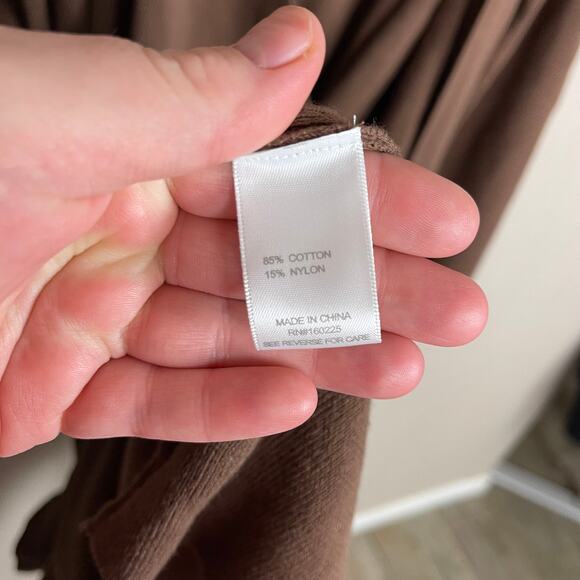 85% COTTON
15% NYLON
MADE IN CHINA
RN#160225
SEE REVERSE FOR CARE